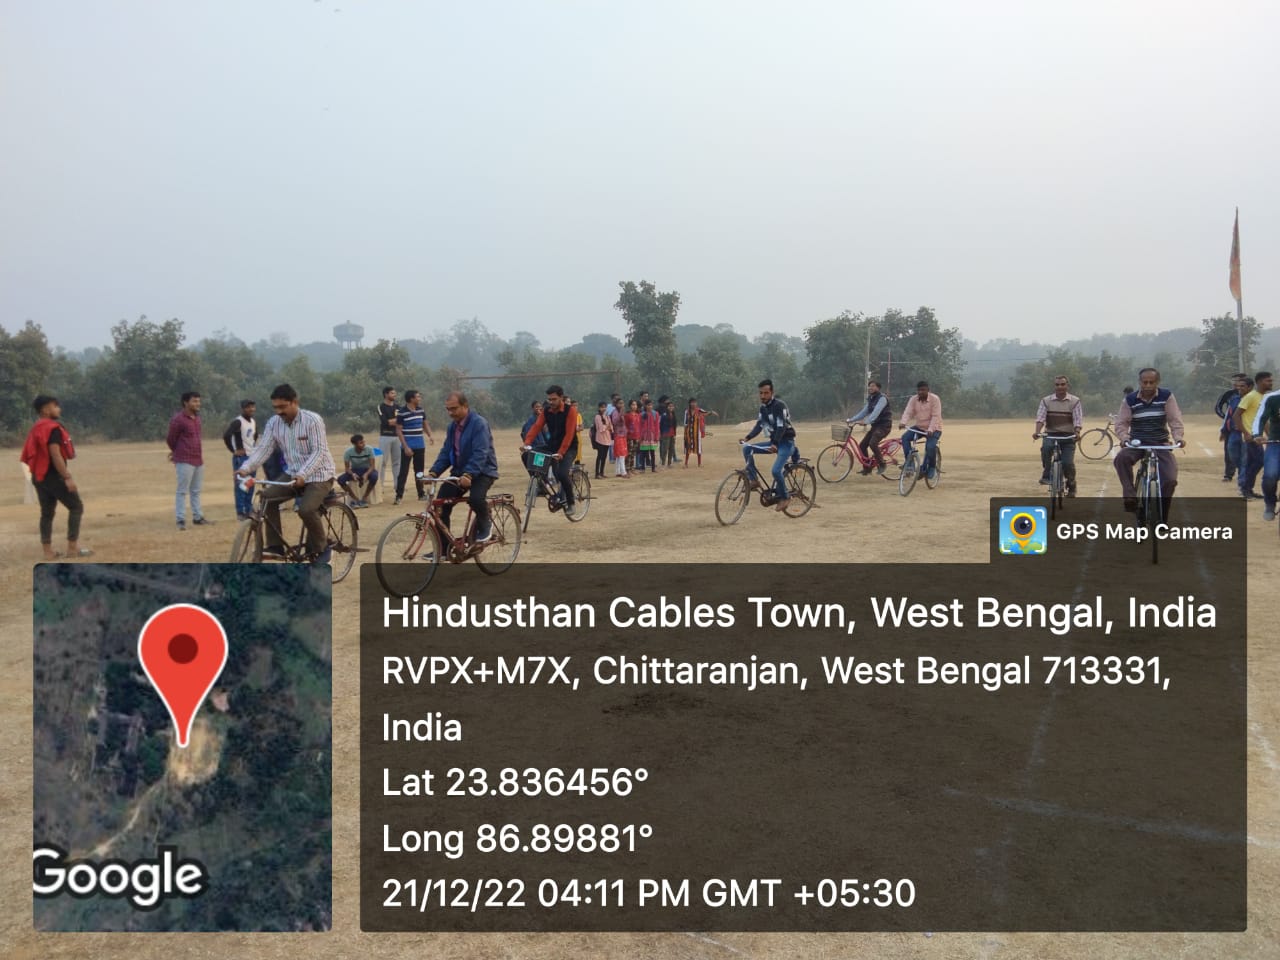 GPS Map Camera
Hindusthan Cables Town, West Bengal, India
RVPX+M7X, Chittaranjan, West Bengal 713331,
India
Lat 23.836456°
Long 86.89881°
21/12/22 04:11 PM GMT +05:30
Google